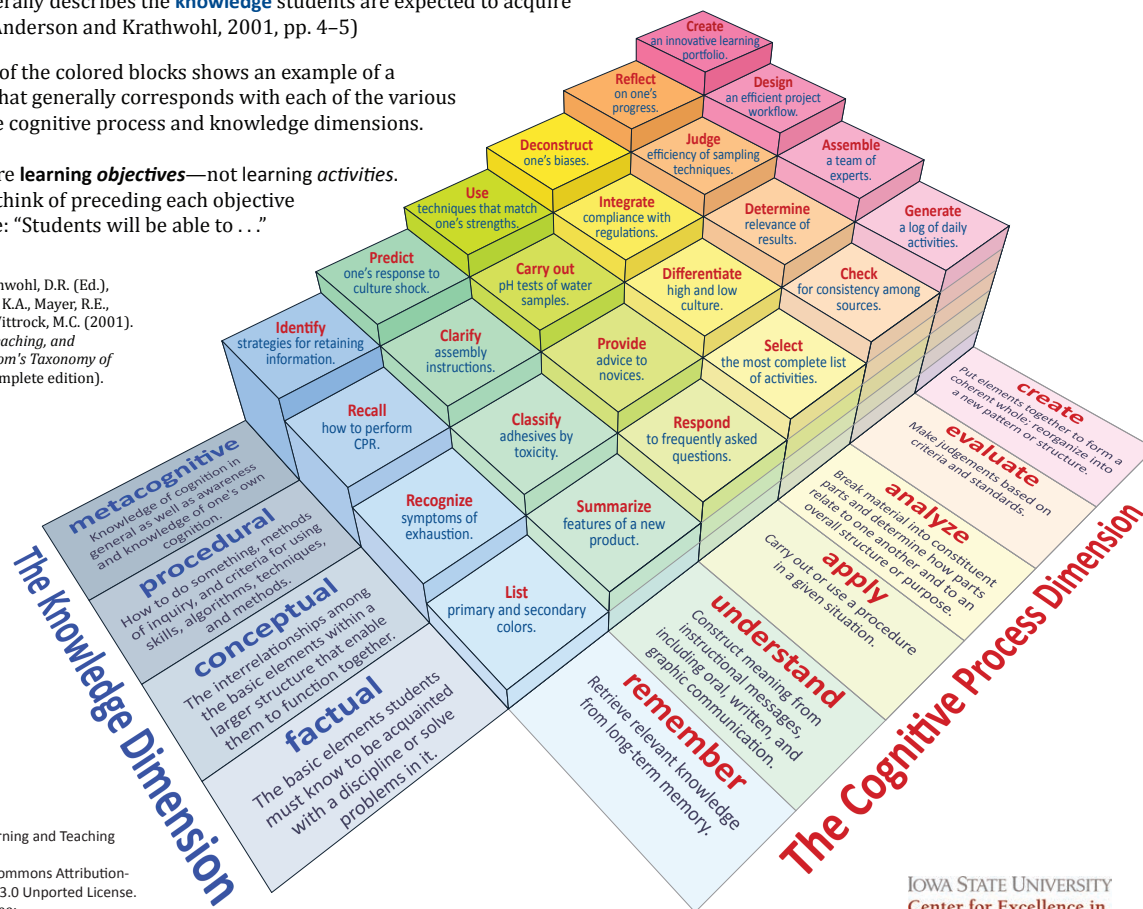 erally describes the knowledge students are expected to acquire
Anderson and Krathwohl, 2001, pp. 4–5)
of the colored blocks shows an example of a
hat generally corresponds with each of the various
e cognitive process and knowledge dimensions.
re learning objectives—not learning activities.
think of preceding each objective
e: “Students will be able to . . .”
nwohl, D.R. (Ed.),
K.A., Mayer, R.E.,
Vittrock, M.C. (2001).
aching, and
om's Taxonomy of
mplete edition).
Create
an innovative learning
portfolio.
Reflect
on one’s
progress.
Design
an efficient project
workflow.
Deconstruct
one’s biases.
Judge
efficiency of sampling
techniques.
Assemble
a team of
experts.
Use
techniques that match
one’s strengths.
Integrate
compliance with
regulations.
Determine
relevance of
results.
Generate
a log of daily
activities.
Predict
one’s response to
culture shock.
Carry out
pH tests of water
samples.
Differentiate
high and low
culture.
Check
for consistency among
sources.
Identify
strategies for retaining
information.
Clarify
assembly
instructions.
Provide
advice to
novices.
Select
the most complete list
of activities.
Recall
how to perform
CPR.
Classify
adhesives by
toxicity.
Respond
to frequently asked
questions.
Recognize
symptoms of
exhaustion.
Summarize
features of a new
product.
List
primary and secondary
colors.
metacognitive
Knowledge of cognition in
general as well as awareness
and knowledge of one’s own
cognition.
procedural
How to do something, methods
of inquiry, and criteria for using
skills, algorithms, techniques,
and methods.
conceptual
The interrelationships among
the basic elements within a
larger structure that enable
them to function together.
factual
The basic elements students
must know to be acquainted
with a discipline or solve
problems in it.
The Knowledge Dimension
create
Put elements together to form a
coherent whole; reorganize into
a new pattern or structure.
evaluate
Make judgements based on
criteria and standards.
analyze
Break material into constituent
parts and determine how parts
relate to one another and to an
overall structure or purpose.
apply
Carry out or use a procedure
in a given situation.
understand
Construct meaning from
instructional messages,
including oral, written, and
graphic communication.
remember
Retrieve relevant knowledge
from long-term memory.
The Cognitive Process Dimension
rning and Teaching
ommons Attribution-
3.0 Unported License.
IOWA STATE UNIVERSITY
Center for Excellence in